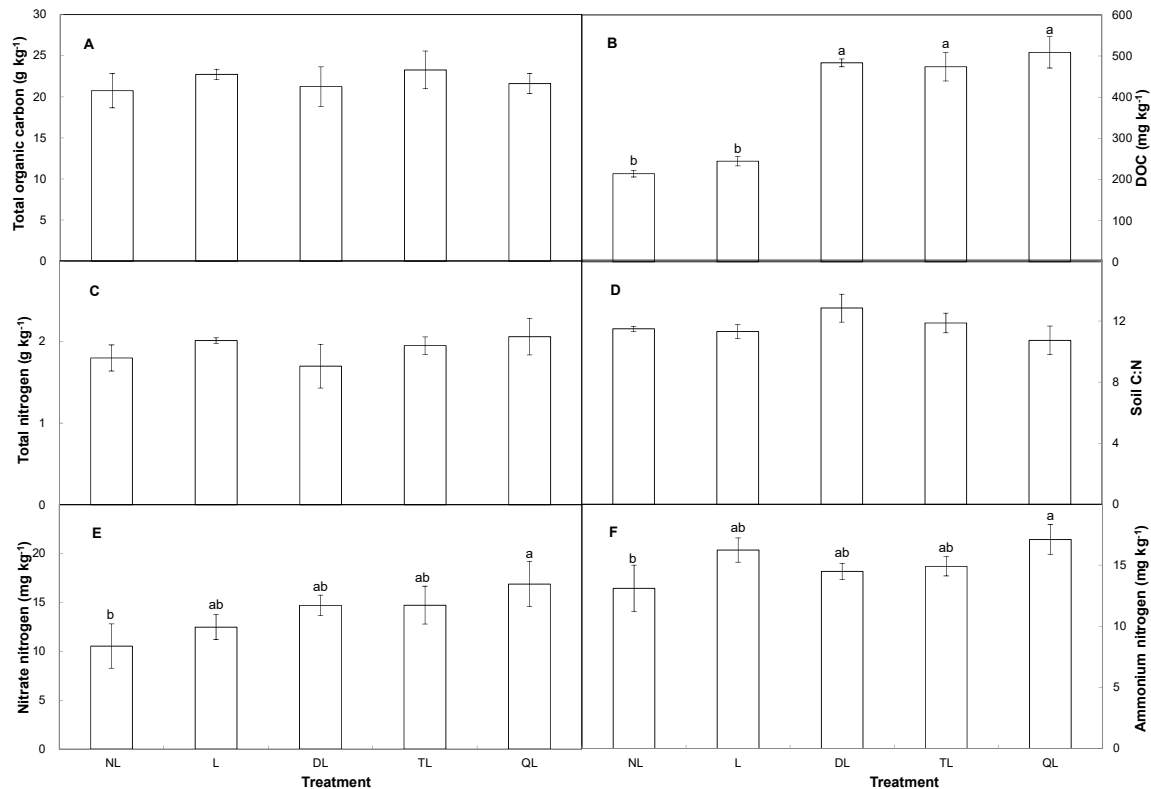 30
25
20
15
10
5
0
Total organic carbon (g kg-1)
A
B
b
b
a
a
a
600
500
400
300
200
100
0
DOC (mg kg-1)
2
1
0
Total nitrogen (g kg-1)
C
D
12
8
4
0
Soil C:N
20
15
10
5
0
Nitrate nitrogen (mg kg-1)
E
b
ab
ab
ab
a
F
b
ab
ab
ab
a
15
10
5
0
Ammonium nitrogen (mg kg-1)
NL L DL TL QL
Treatment
NL L DL TL QL
Treatment